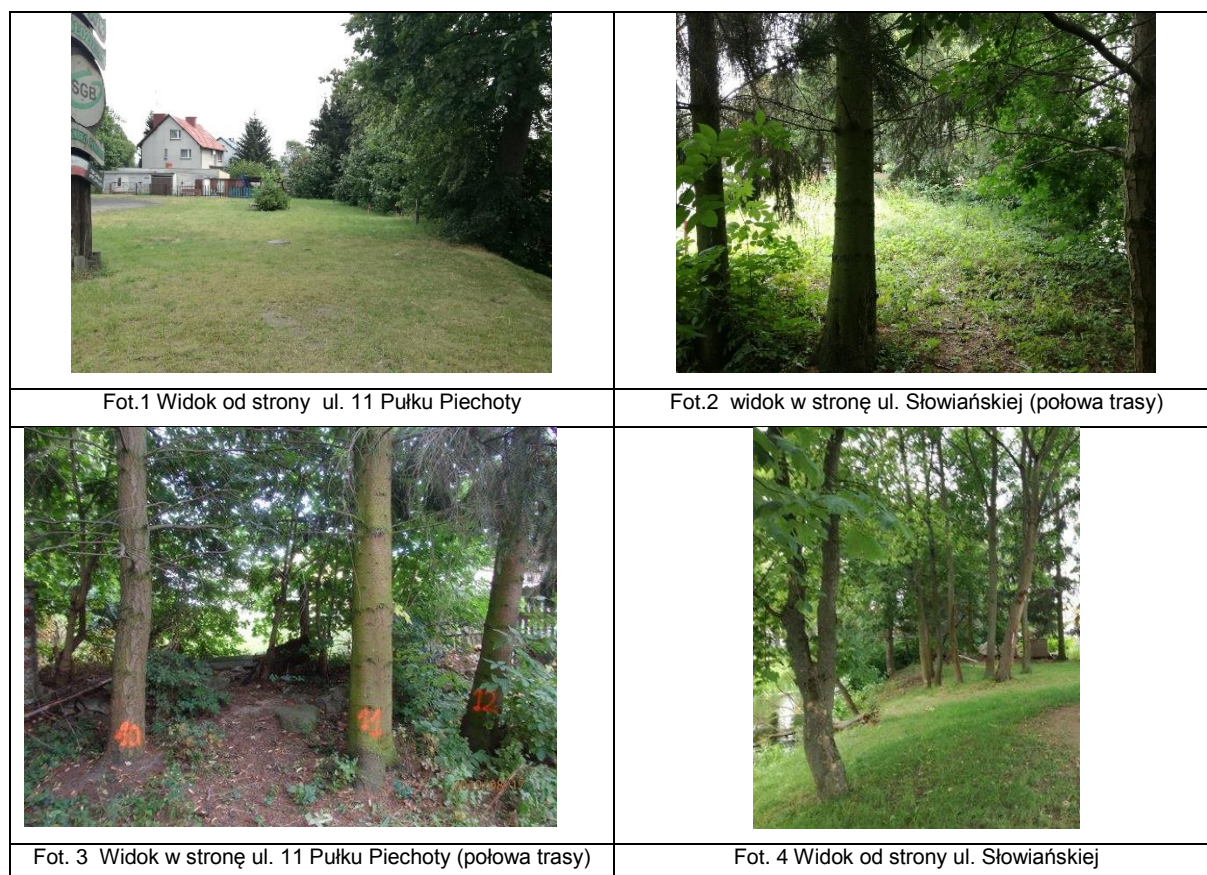 SGB
Fot.1 Widok od strony ul. 11 Pułku Piechoty
Fot.2 widok w stronę ul. Słowiańskiej (połowa trasy)
10
11
12
Fot. 3 Widok w stronę ul. 11 Pułku Piechoty (połowa trasy)
Fot. 4 Widok od strony ul. Słowiańskiej